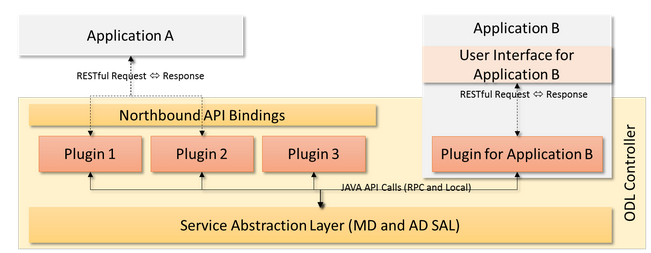 Application A
Application B
User Interface for
Application B
RESTful Request ⇔ Response
RESTful Request ⇔ Response
Northbound API Bindings
Plugin 1
Plugin 2
Plugin 3
Plugin for Application B
JAVA API Calls (RPC and Local)
Service Abstraction Layer (MD and AD SAL)
ODL Controller